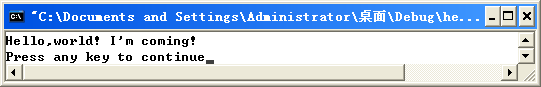 "C:\Documents and Settings\Administrator\桌面\Debug\he...
Hello,world! I'm coming!
Press any key to continue